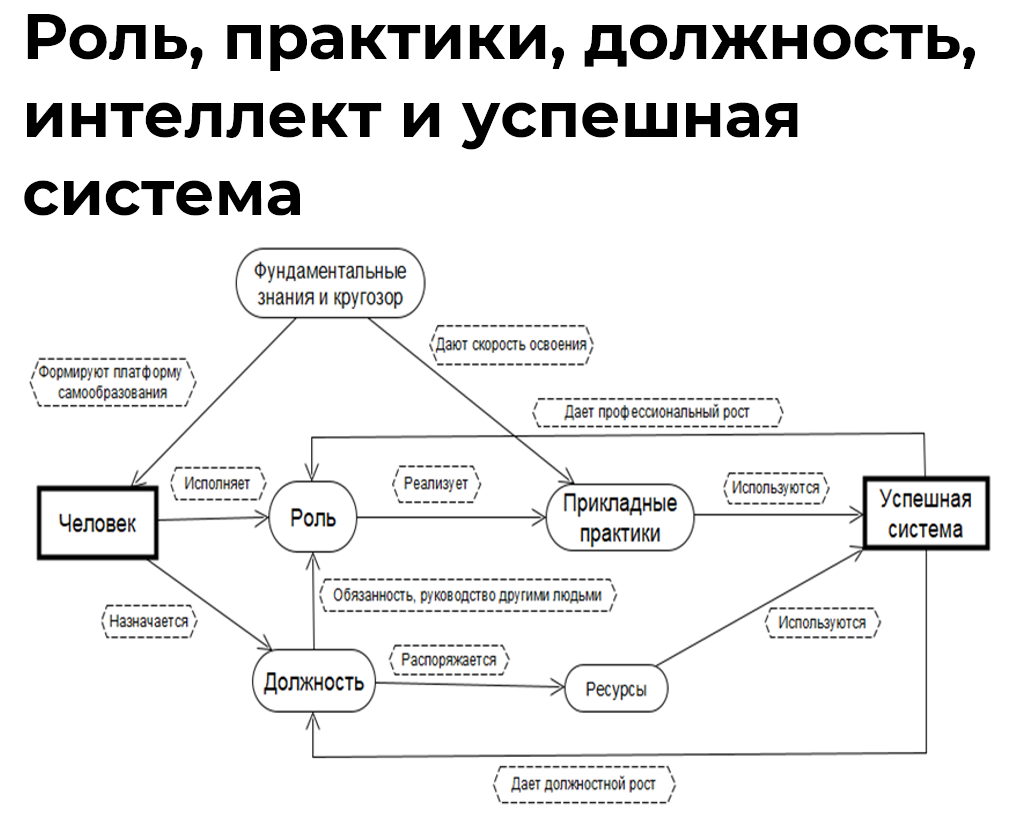 Роль, практики, должность,
интеллект и успешная
система
Фундаментальные
знания и кругозор
Дают скорость освоения
Формируют платформу
самообразования
Дает профессиональный рост
Исполняет
Реализует
Используются
Человек
Роль
Прикладные
практики
Успешная
система
Обязанность, руководство другими людьми
Назначается
Используются
Распоряжается
Должность
Ресурсы
Дает должностной рост